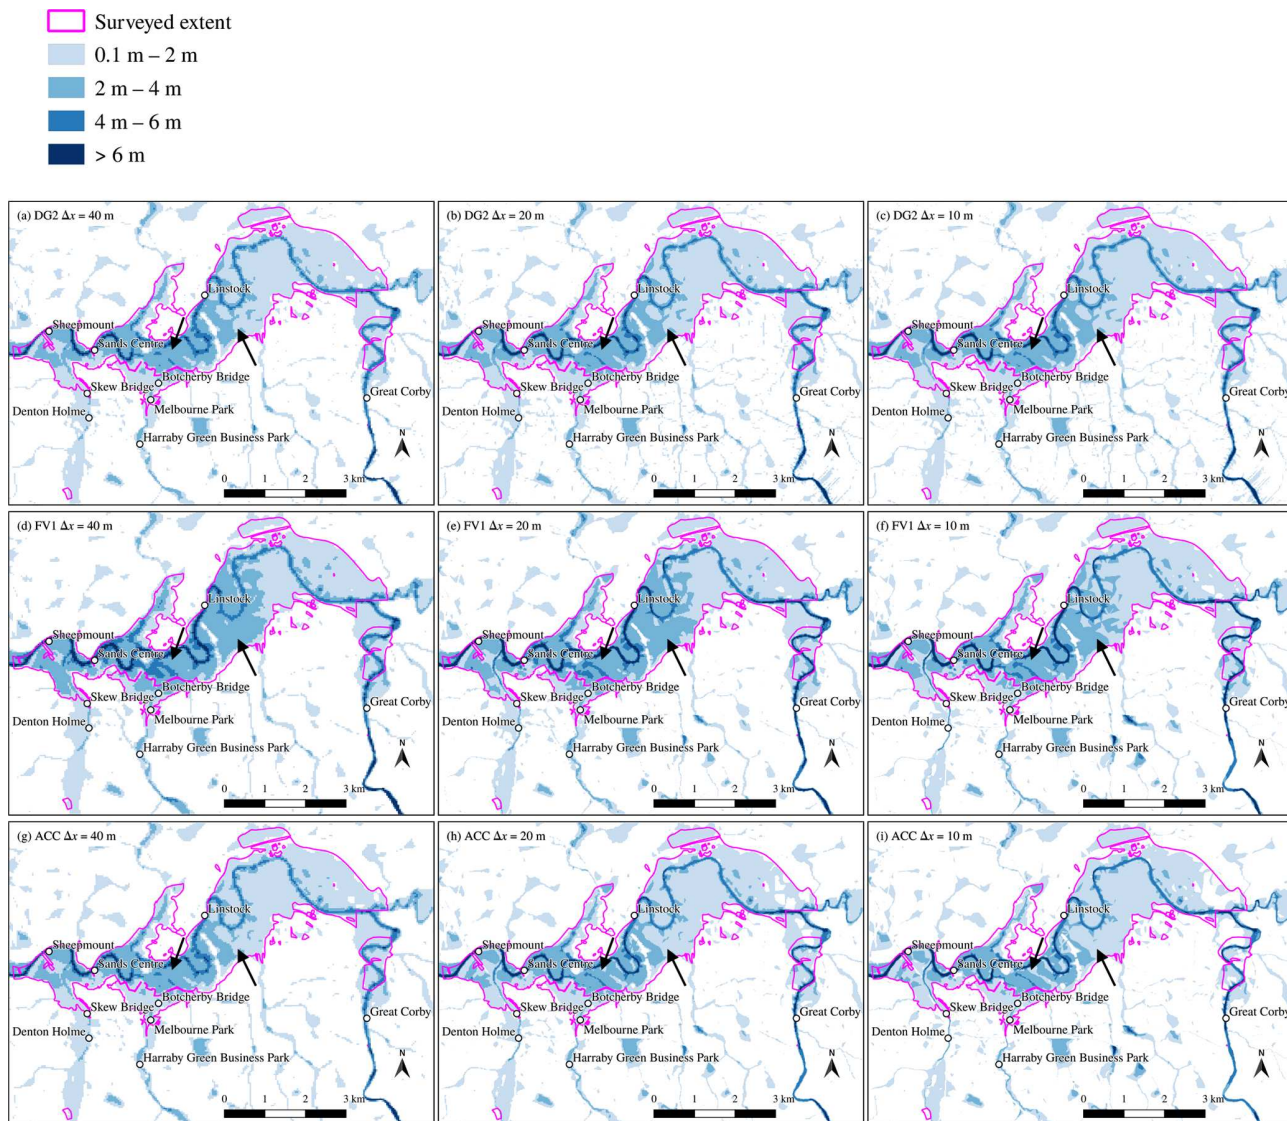 Surveyed extent
0.1 m – 2 m
2 m – 4 m
4 m – 6 m
> 6 m
(a) DG2 Δx = 40 m
Linstock
Sheepmount
Sands Centre
Skew Bridge
Botcherby Bridge
Denton Holme
Melbourne Park
Great Corby
Harraby Green Business Park
N
0 1 2 3 km
(b) DG2 Δx = 20 m
Linstock
Sheepmount
Sands Centre
Skew Bridge
Botcherby Bridge
Denton Holme
Melbourne Park
Great Corby
Harraby Green Business Park
N
0 1 2 3 km
(c) DG2 Δx = 10 m
Linstock
Sheepmount
Sands Centre
Skew Bridge
Botcherby Bridge
Denton Holme
Melbourne Park
Great Corby
Harraby Green Business Park
N
0 1 2 3 km
(d) FV1 Δx = 40 m
Linstock
Sheepmount
Sands Centre
Skew Bridge
Botcherby Bridge
Denton Holme
Melbourne Park
Great Corby
Harraby Green Business Park
N
0 1 2 3 km
(e) FV1 Δx = 20 m
Linstock
Sheepmount
Sands Centre
Skew Bridge
Botcherby Bridge
Denton Holme
Melbourne Park
Great Corby
Harraby Green Business Park
N
0 1 2 3 km
(f) FV1 Δx = 10 m
Linstock
Sheepmount
Sands Centre
Skew Bridge
Botcherby Bridge
Denton Holme
Melbourne Park
Great Corby
Harraby Green Business Park
N
0 1 2 3 km
(g) ACC Δx = 40 m
Linstock
Sheepmount
Sands Centre
Skew Bridge
Botcherby Bridge
Denton Holme
Melbourne Park
Great Corby
Harraby Green Business Park
N
0 1 2 3 km
(h) ACC Δx = 20 m
Linstock
Sheepmount
Sands Centre
Skew Bridge
Botcherby Bridge
Denton Holme
Melbourne Park
Great Corby
Harraby Green Business Park
N
0 1 2 3 km
(i) ACC Δx = 10 m
Linstock
Sheepmount
Sands Centre
Skew Bridge
Botcherby Bridge
Denton Holme
Melbourne Park
Great Corby
Harraby Green Business Park
N
0 1 2 3 km